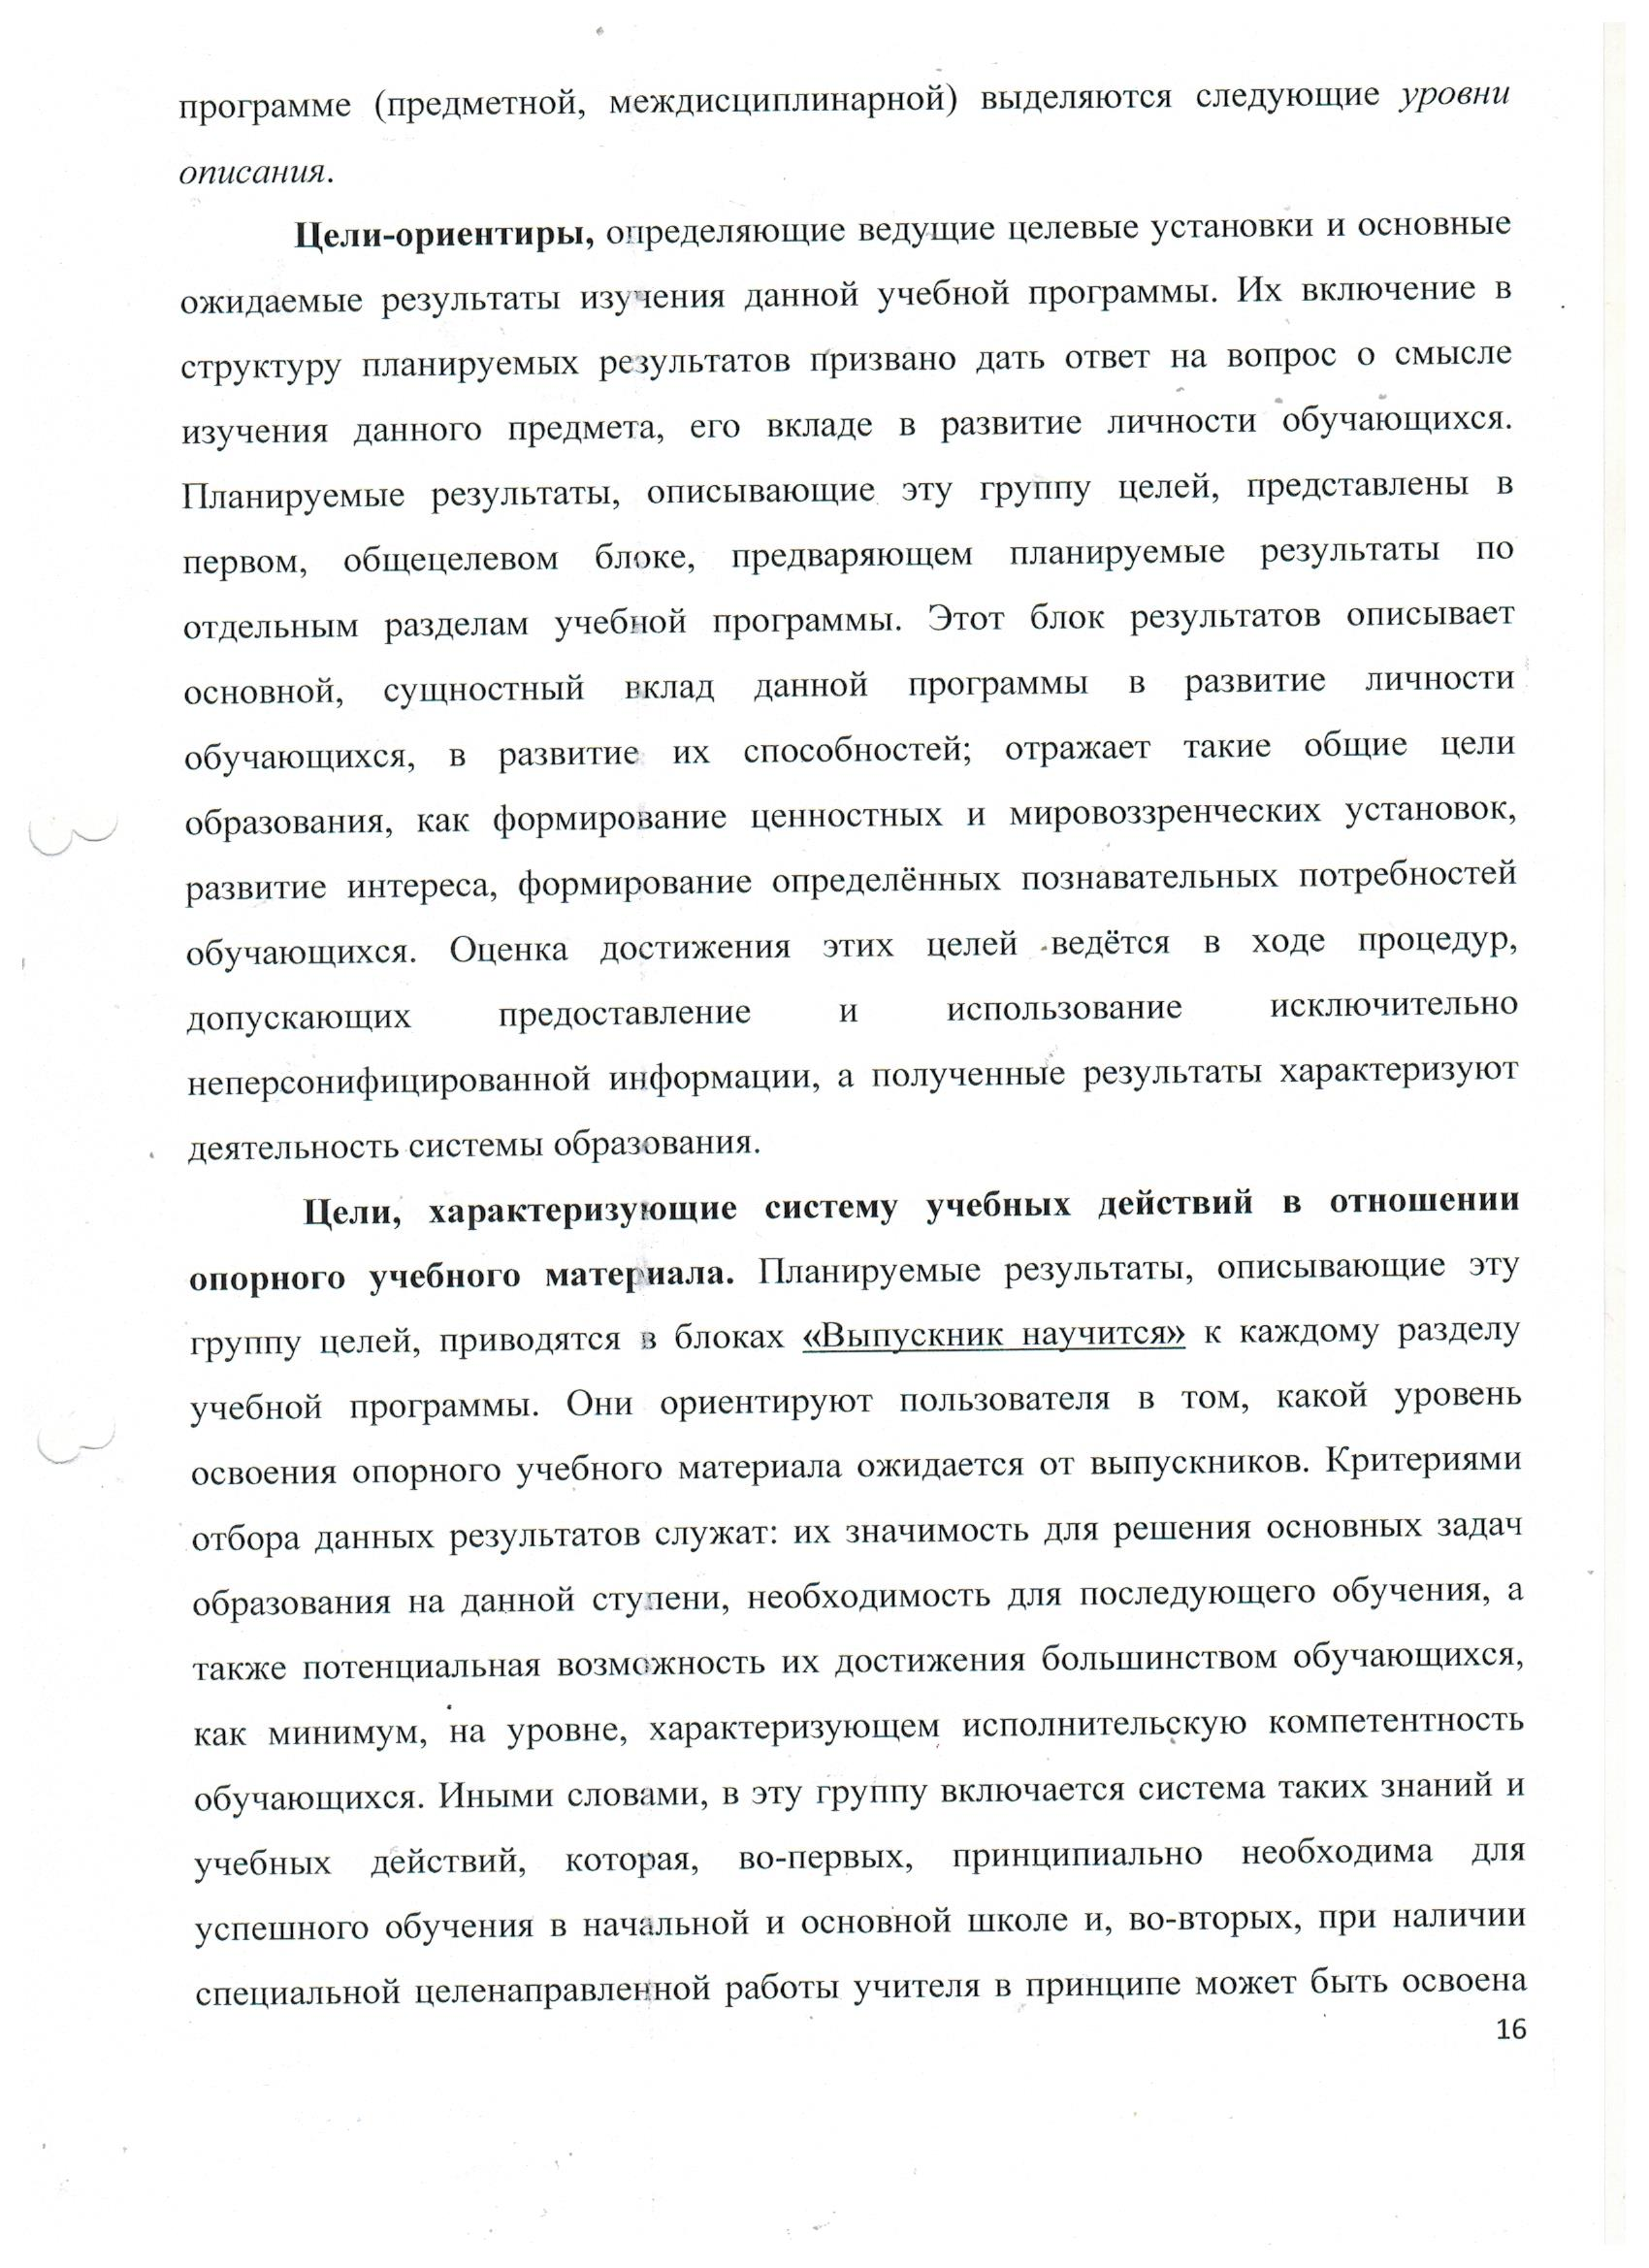 программе (предметной, междисциплинарной) выделяются следующие уровни
описания.
Цели-ориентиры, определяющие ведущие целевые установки и основные
ожидаемые результаты изучения данной учебной программы. Их включение в
структуру планируемых результатов призвано дать ответ на вопрос о смысле
изучения данного предмета, его вкладе в развитие личности обучающихся.
Планируемые результаты, описывающие эту группу целей, представлены в
первом, общецелевом блоке, предваряющем планируемые результаты по
отдельным разделам учебной программы. Этот блок результатов описывает
основной, сущностный вклад данной программы в развитие личности
обучающихся, в развитие их способностей; отражает такие общие цели
образования, как формирование ценностных и мировоззренческих установок,
развитие интереса, формирование определённых познавательных потребностей
обучающихся. Оценка достижения этих целей ведётся в ходе процедур,
допускающих предоставление и использование исключительно
неперсонифицированной информации, а полученные результаты характеризуют
деятельность системы образования.
Цели, характеризующие систему учебных действий в отношении
опорного учебного материала. Планируемые результаты, описывающие эту
группу целей, приводятся в блоках «Выпускник научится» к каждому разделу
учебной программы. Они ориентируют пользователя в том, какой уровень
освоения опорного учебного материала ожидается от выпускников. Критериями
отбора данных результатов служат: их значимость для решения основных задач
образования на данной ступени, необходимость для последующего обучения, а
также потенциальная возможность их достижения большинством обучающихся,
как минимум, на уровне, характеризующем исполнительскую компетентность
обучающихся. Иными словами, в эту группу включается система таких знаний и
учебных действий, которая, во-первых, принципиально необходима для
успешного обучения в начальной и основной школе и, во-вторых, при наличии
специальной целенаправленной работы учителя в принципе может быть освоена
16